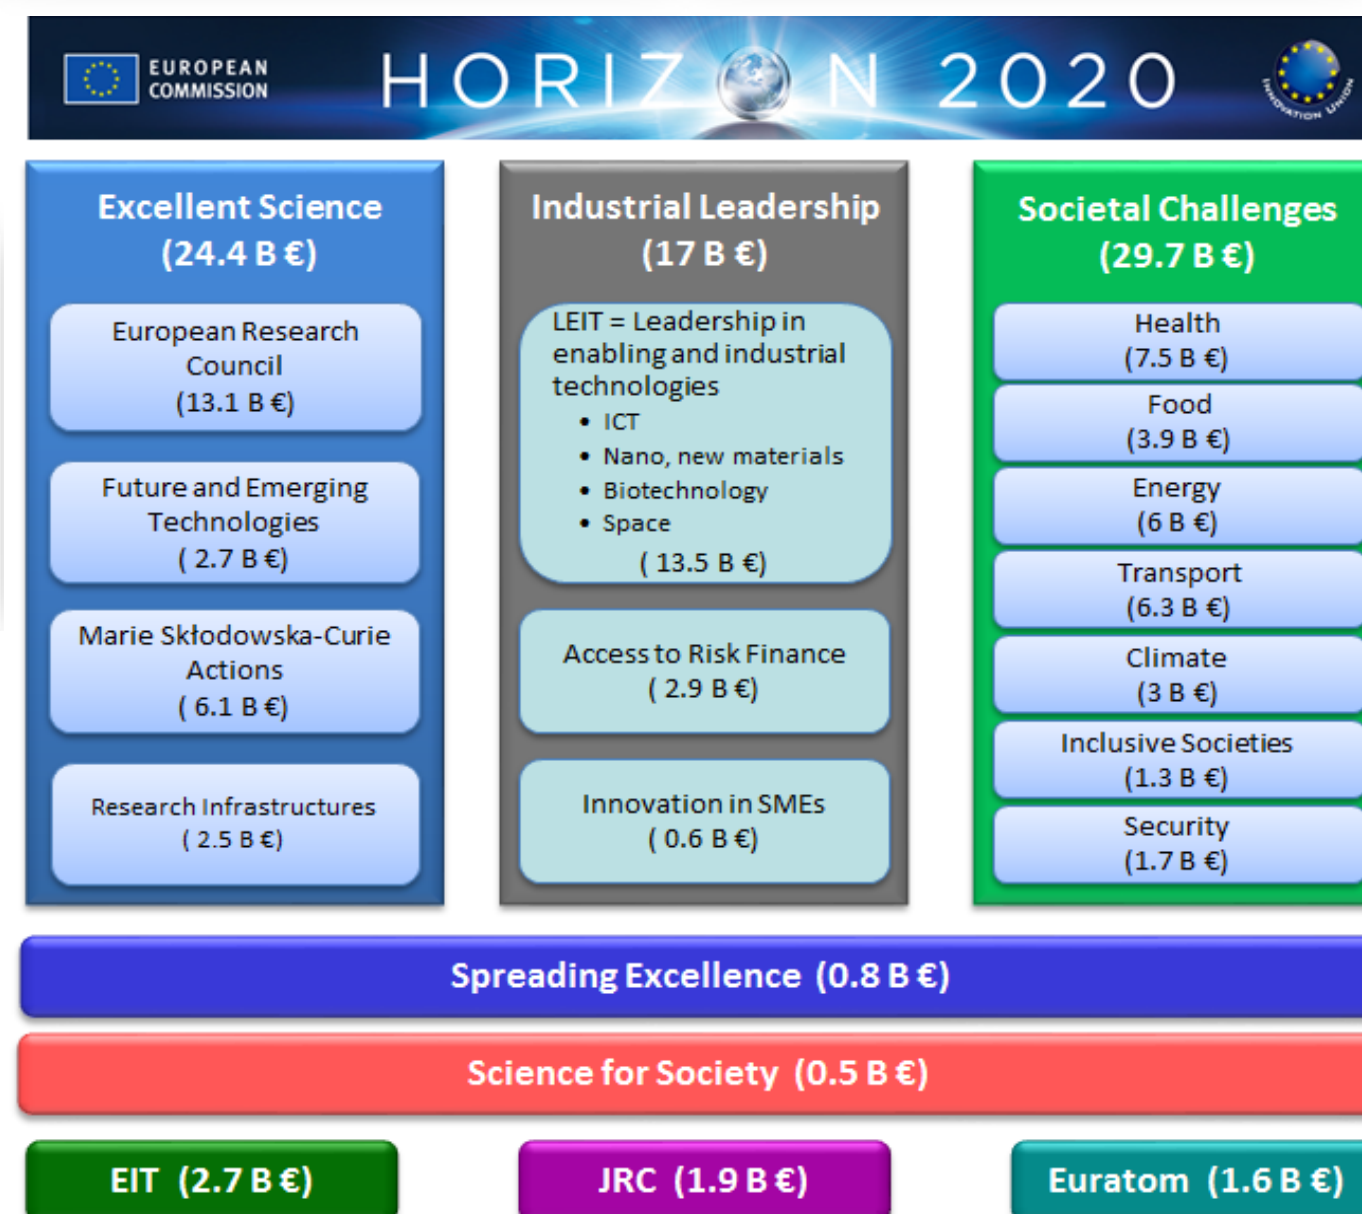 EUROPEAN
COMMISSION
HORIZON 2020
INNOVATION UNION
Excellent Science
(24.4 B €)
European Research
Council
(13.1 B €)
Future and Emerging
Technologies
( 2.7 B €)
Marie Skłodowska-Curie
Actions
( 6.1 B €)
Research Infrastructures
( 2.5 B €)
Industrial Leadership
(17 B €)
LEIT = Leadership in
enabling and industrial
technologies
• ICT
• Nano, new materials
• Biotechnology
• Space
( 13.5 B €)
Access to Risk Finance
( 2.9 B €)
Innovation in SMEs
( 0.6 B €)
Societal Challenges
(29.7 B €)
Health
(7.5 B €)
Food
(3.9 B €)
Energy
(6 B €)
Transport
(6.3 B €)
Climate
(3 B €)
Inclusive Societies
(1.3 B €)
Security
(1.7 B €)
Spreading Excellence (0.8 B €)
Science for Society (0.5 B €)
EIT (2.7 B €)
JRC (1.9 B €)
Euratom (1.6 B €)